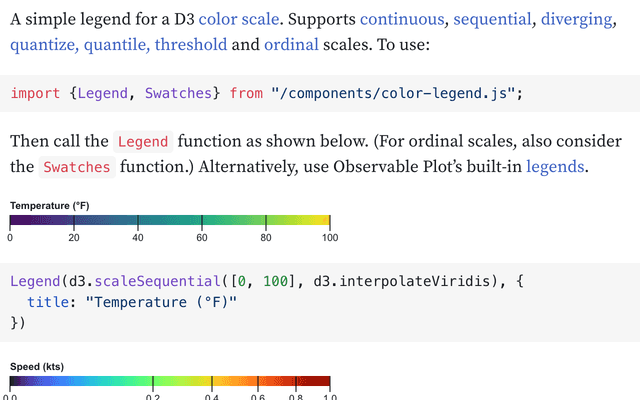 A simple legend for a D3 color scale. Supports continuous, sequential, diverging,
quantize, quantile, threshold and ordinal scales. To use:
import {Legend, Swatches} from "/components/color-legend.js";
Then call the Legend function as shown below. (For ordinal scales, also consider
the Swatches function.) Alternatively, use Observable Plot’s built-in legends.
Temperature (°F)
0 20 40 60 80 100
Legend(d3.scaleSequential([0, 100], d3.interpolateViridis), {
title: "Temperature (°F)"
})
Speed (kts)
0.0 0.2 0.4 0.6 0.8 1.0